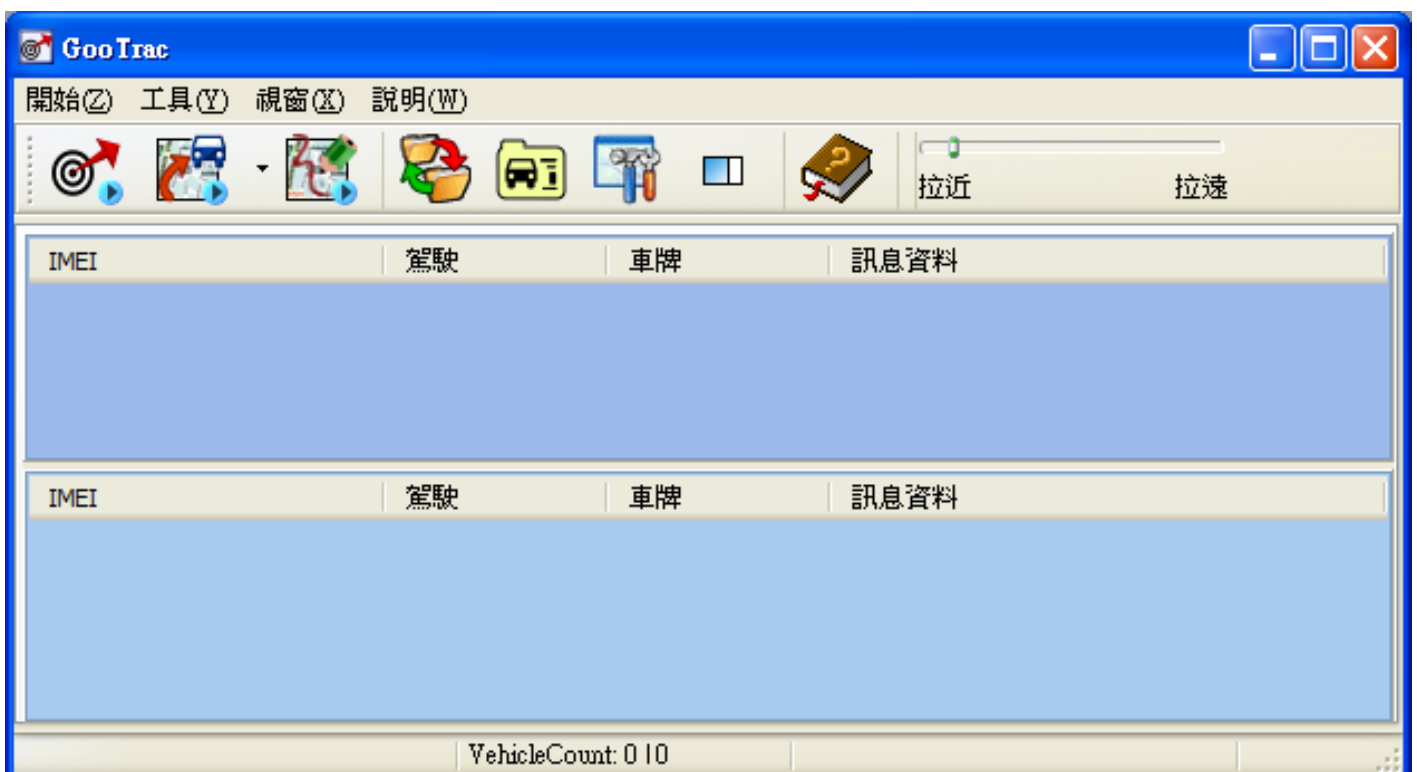 GooTrac
開始(Z) 工具(Y) 視窗(X) 說明(W)
拉近 拉遠
IMEI 駕駛 車牌 訊息資料
IMEI 駕駛 車牌 訊息資料
VehicleCount: 0 | 0